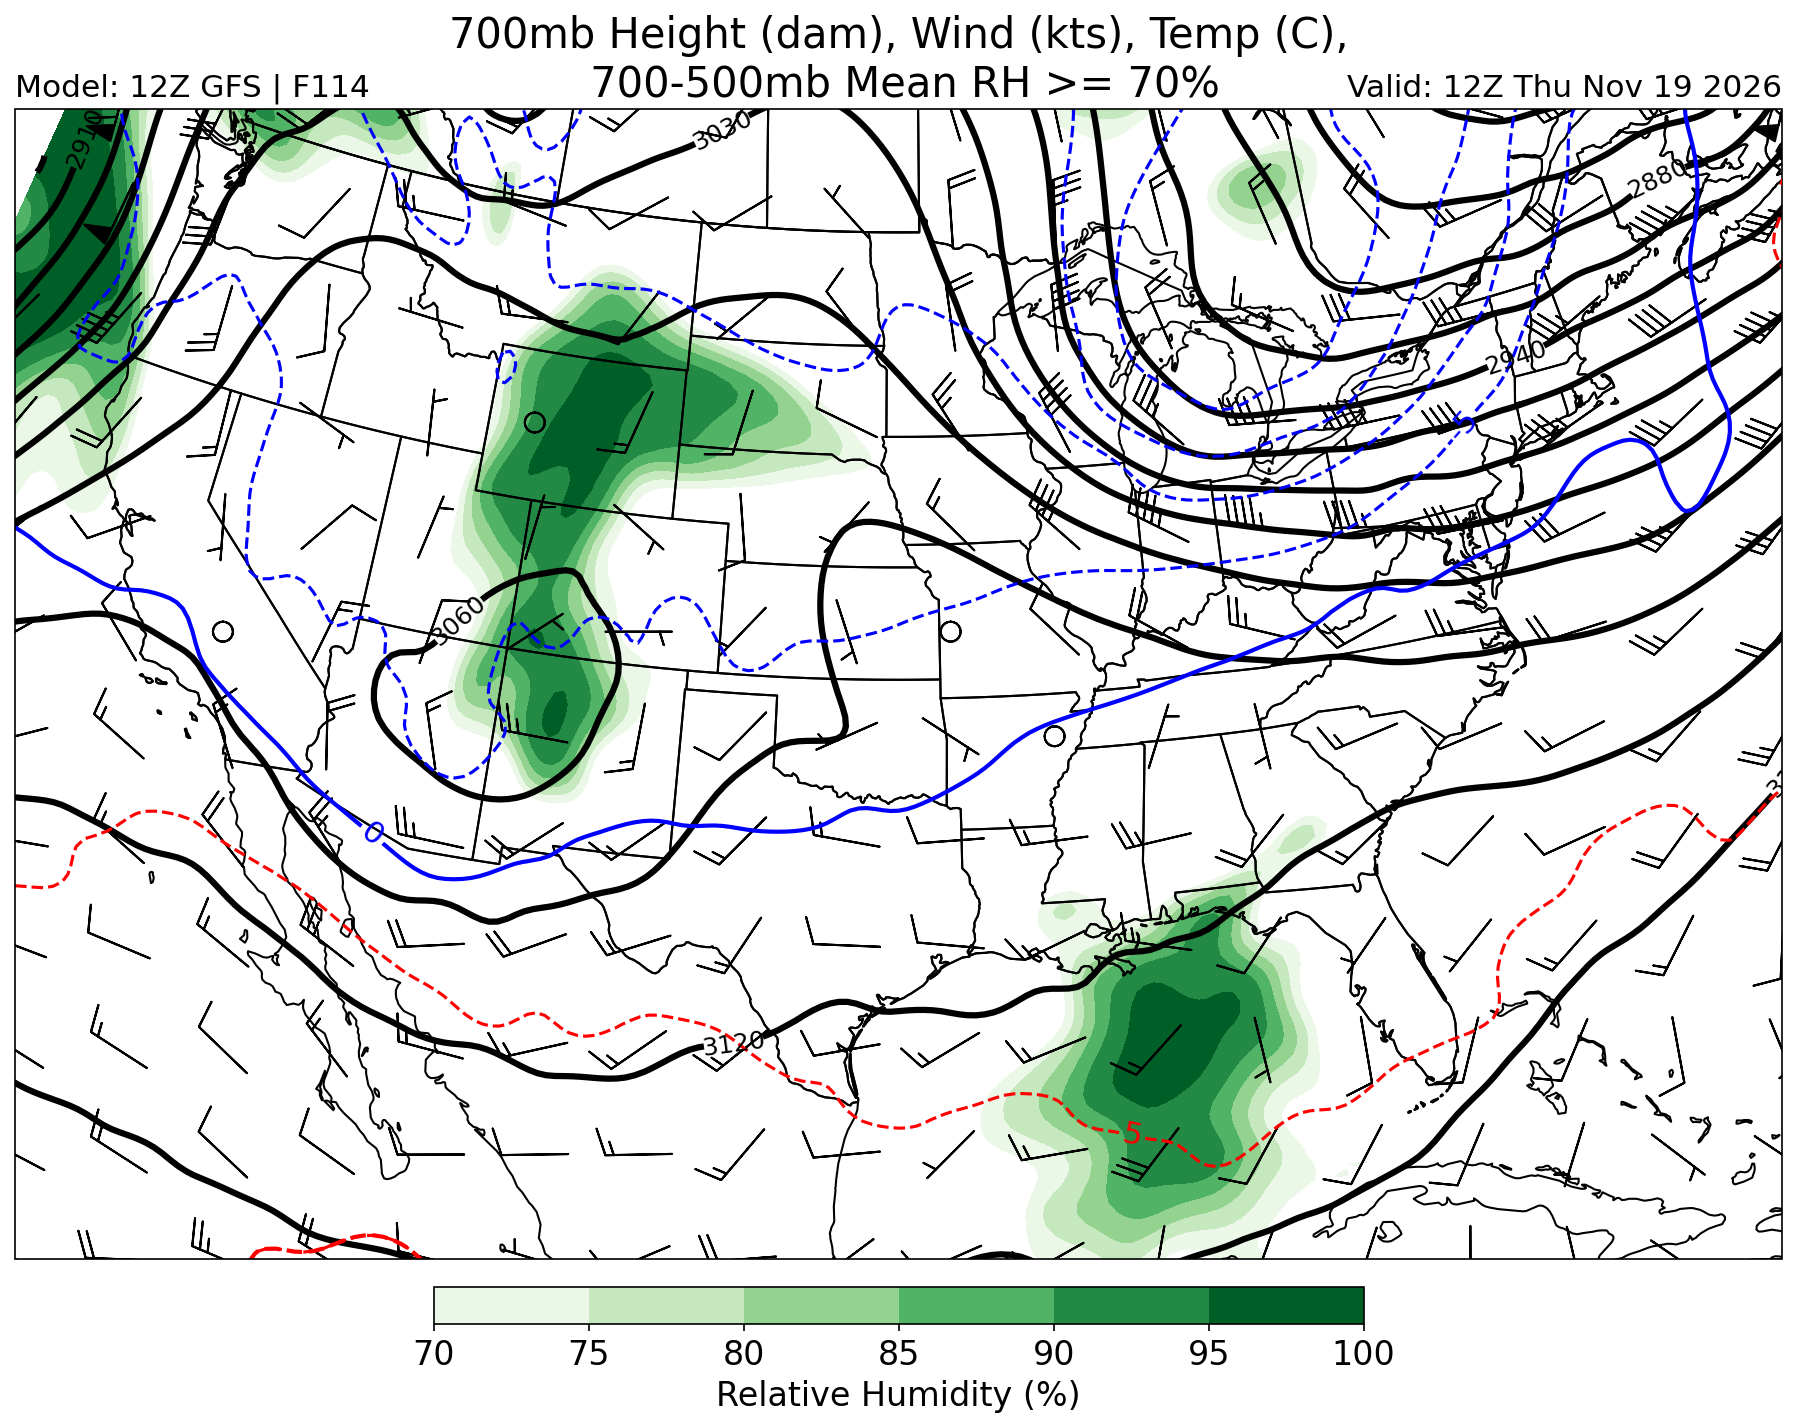 700mb Height (dam), Wind (kts), Temp (C),
700-500mb Mean RH >= 70%
Model: 12Z GFS | F114
Valid: 12Z Thu Nov 19 2026
2910
3030
2880
2940
3060
0
3120
5
70 75 80 85 90 95 100
Relative Humidity (%)